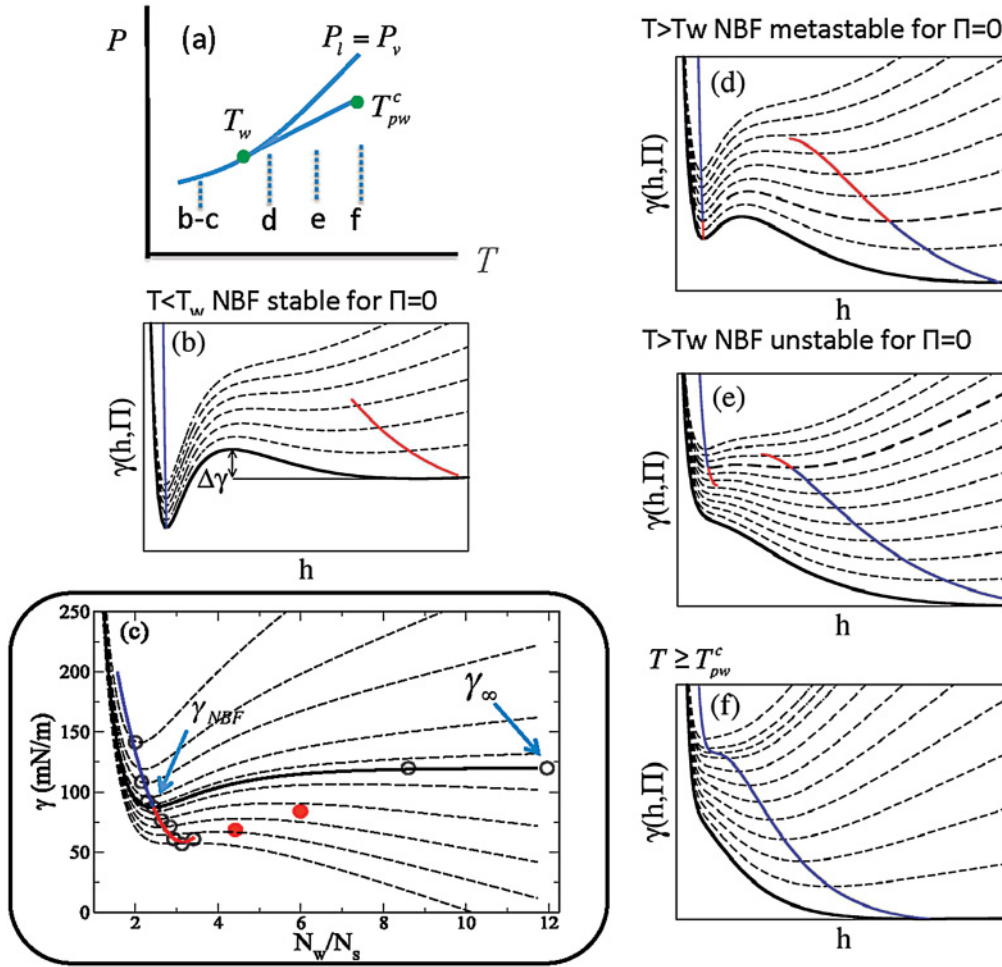 (a)
P
P_l = P_v
T_w
T^c_pw
b-c
d
e
f
T
T<T_w NBF stable for Π=0
(b)
γ(h,Π)
Δγ
h
(c)
250
200
150
100
50
0
γ (mN/m)
γ_NBF
γ_∞
2
4
6
8
10
12
N_w/N_s
T>Tw NBF metastable for Π=0
(d)
γ(h,Π)
h
T>Tw NBF unstable for Π=0
(e)
γ(h,Π)
h
T ≥ T^c_pw
(f)
γ(h,Π)
h